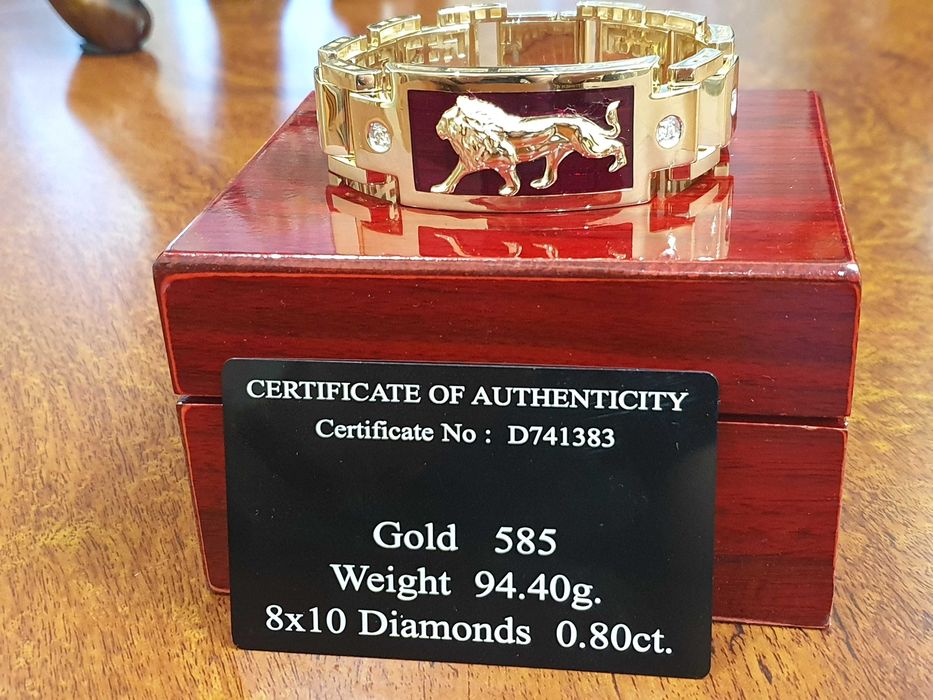 CERTIFICATE OF AUTHENTICITY
Certificate No : D741383
Gold 585
Weight 94.40g.
8x10 Diamonds 0.80ct.